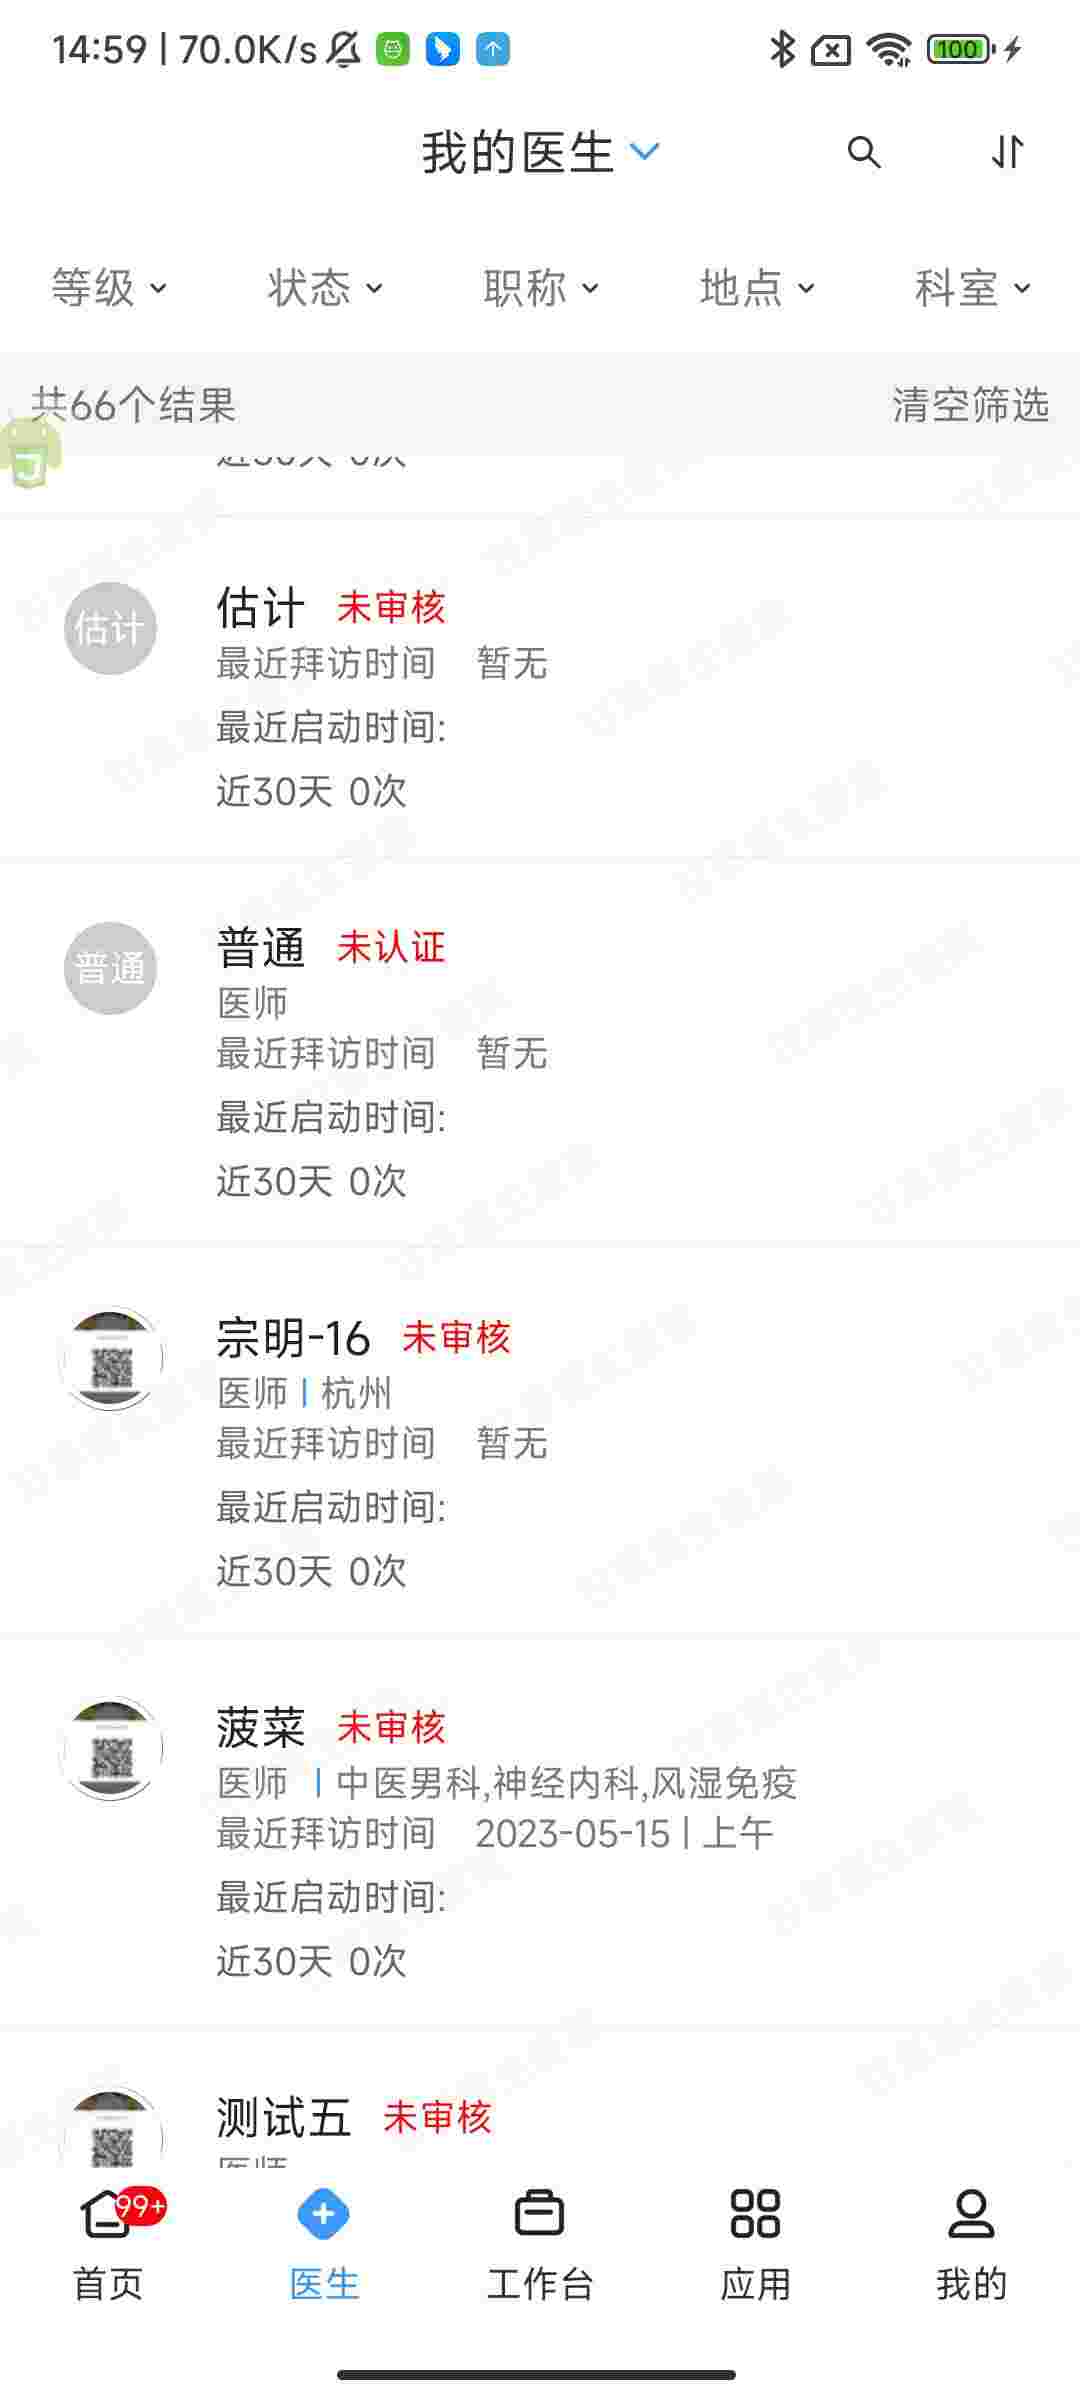 14:59 | 70.0K/s
100
我的医生
等级 状态 职称 地点 科室
共66个结果 清空筛选
近30天 0次
估计 估计 未审核
最近拜访时间 暂无
最近启动时间:
近30天 0次
普通 普通 未认证
医师
最近拜访时间 暂无
最近启动时间:
近30天 0次
宗明-16 未审核
医师 | 杭州
最近拜访时间 暂无
最近启动时间:
近30天 0次
菠菜 未审核
医师 | 中医男科,神经内科,风湿免疫
最近拜访时间 2023-05-15 | 上午
最近启动时间:
近30天 0次
测试五 未审核
医师
99+
首页 医生 工作台 应用 我的